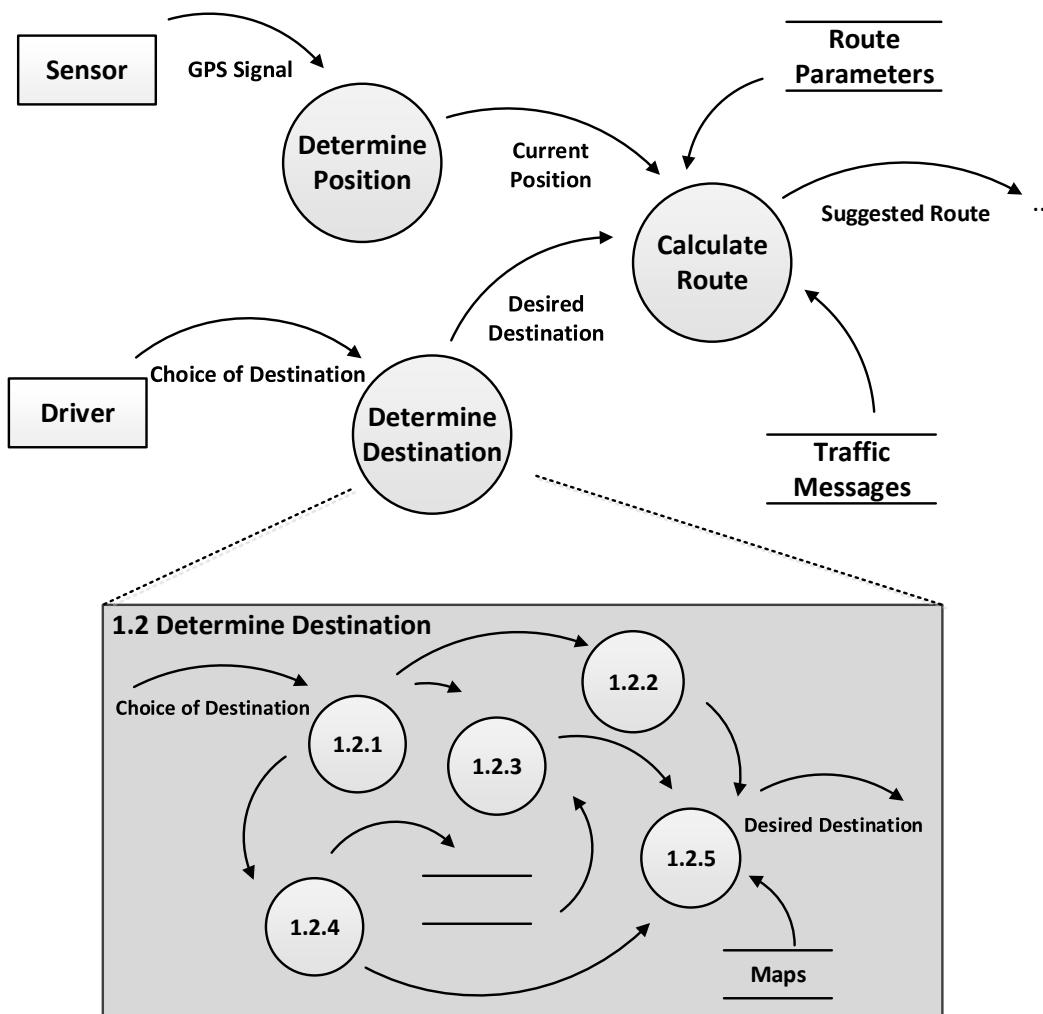 Sensor
GPS Signal
Determine
Position
Current
Position
Route
Parameters
Calculate
Route
Suggested Route
..
Driver
Choice of Destination
Determine
Destination
Desired
Destination
Traffic
Messages
1.2 Determine Destination
Choice of Destination
1.2.1
1.2.2
1.2.3
1.2.4
1.2.5
Desired Destination
Maps